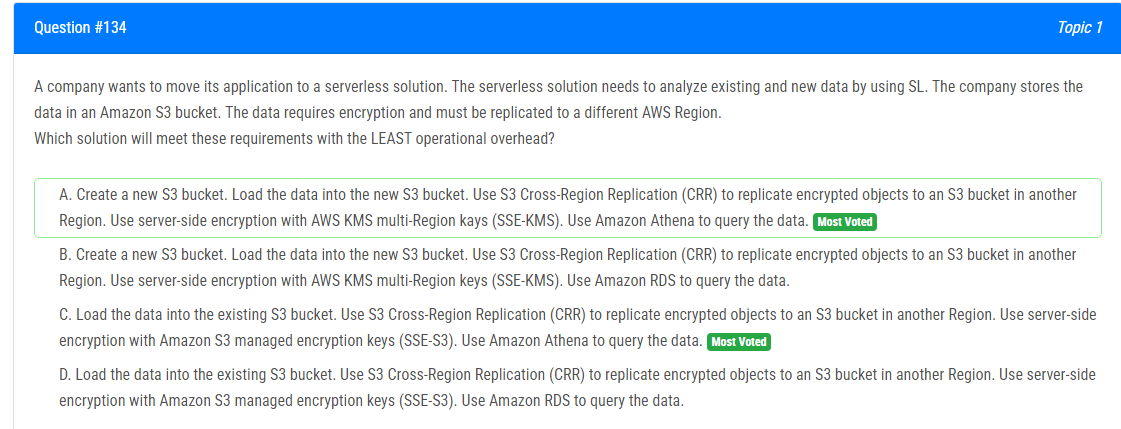 Question #134
Topic 1
A company wants to move its application to a serverless solution. The serverless solution needs to analyze existing and new data by using SL. The company stores the
data in an Amazon S3 bucket. The data requires encryption and must be replicated to a different AWS Region.
Which solution will meet these requirements with the LEAST operational overhead?
A. Create a new S3 bucket. Load the data into the new S3 bucket. Use S3 Cross-Region Replication (CRR) to replicate encrypted objects to an S3 bucket in another
Region. Use server-side encryption with AWS KMS multi-Region kays (SSE-KMS). Use Amazon Athena to query the data. Most Voted
B. Create a new S3 bucket. Load the data into the new S3 bucket. Use S3 Cross-Region Replication (CRR) to replicate encrypted objects to an S3 bucket in another
Region. Use server-side encryption with AWS KMS multi-Region keys (SSE-KMS). Use Amazon RDS to query the data.
C. Load the data into the existing S3 bucket. Use S3 Cross-Region Replication (CRR) to replicate encrypted objects to an S3 bucket in another Region. Use server-side
encryption with Amazon S3 managed encryption keys (SSE-S3). Use Amazon Athena to query the data. Most Voted
D. Load the data into the existing S3 bucket. Use S3 Cross-Region Replication (CRR) to replicate encrypted objects to an S3 bucket in another Region. Use server-side
encryption with Amazon S3 managed encryption keys (SSE-S3). Use Amazon RDS to query the data.